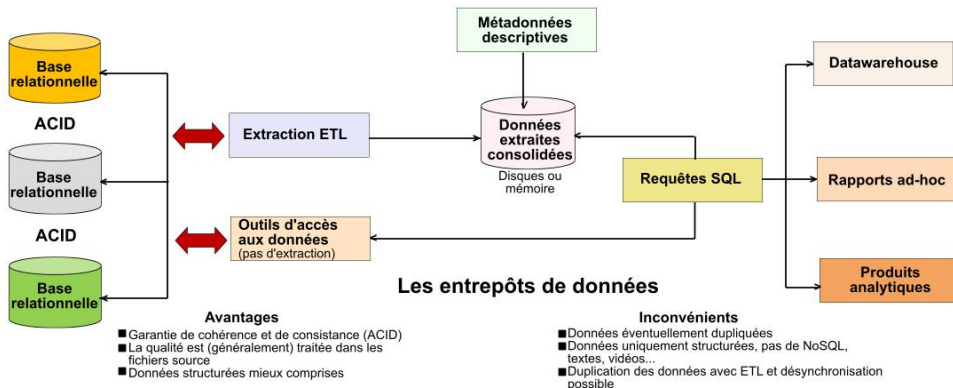 Métadonnées
descriptives
Base
relationnelle
ACID
Base
relationnelle
ACID
Base
relationnelle
Extraction ETL
Outils d'accès
aux données
(pas d'extraction)
Données
extraites
consolidées
Disques ou
mémoire
Requêtes SQL
Datawarehouse
Rapports ad-hoc
Produits
analytiques
Les entrepôts de données
Avantages
■Garantie de cohérence et de consistance (ACID)
■La qualité est (généralement) traitée dans les
fichiers source
■Données structurées mieux comprises
Inconvénients
■Données éventuellement dupliquées
■Données uniquement structurées, pas de NoSQL,
textes, vidéos...
■Duplication des données avec ETL et désynchronisation
possible